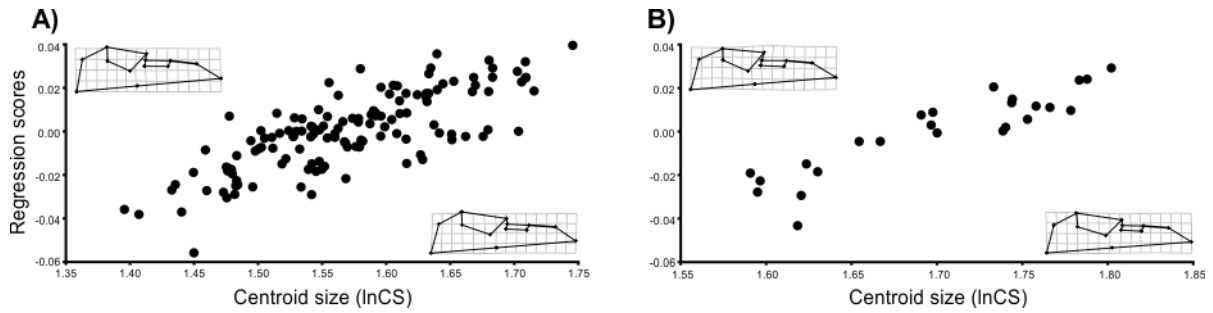 A)
B)
0.04
0.02
0.00
-0.02
-0.04
-0.06
Regression scores
1.35 1.40 1.45 1.50 1.55 1.60 1.65 1.70 1.75
Centroid size (lnCS)
0.04
0.02
0.00
-0.02
-0.04
-0.06
1.55 1.60 1.65 1.70 1.75 1.80 1.85
Centroid size (lnCS)